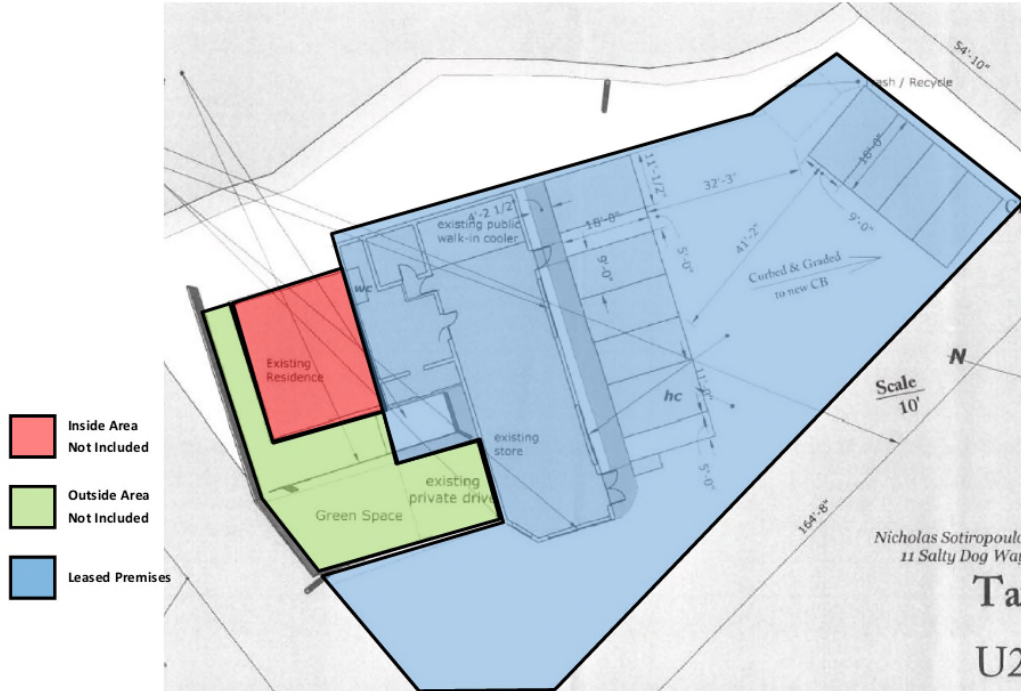 54'-10"
ash / Recycle
18'-0"
11'-1/2"
32'-3"
4'-2 1/2"
existing public
walk-in cooler
18'-0"
9'-0"
41'-2"
5'-0"
9'-0"
Curbed & Graded
to new CB
wc
N
Existing
Residence
Scale
10'
hc
11'-0"
existing
store
5'-0"
existing
private drive
Green Space
164'-8"
Inside Area
Not Included
Outside Area
Not Included
Leased Premises
Nicholas Sotiropoulo
11 Salty Dog Way
Ta
U2